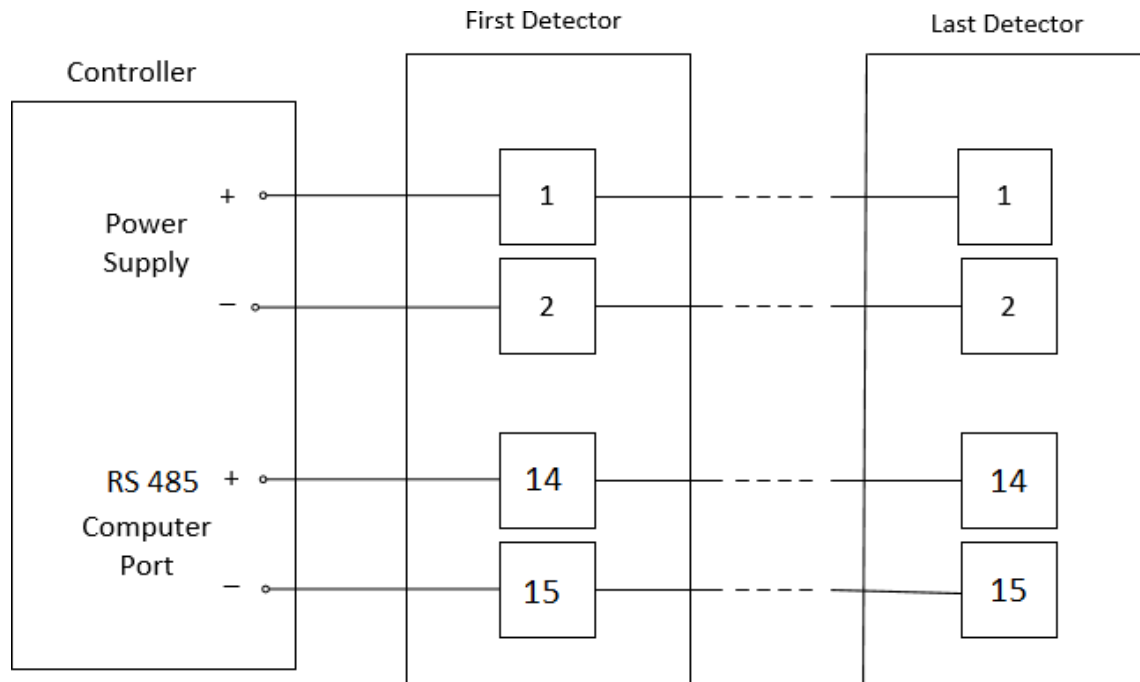 First Detector
Last Detector
Controller
+
1
1
Power
Supply
–
2
2
RS 485 +
14
14
Computer
Port
–
15
15